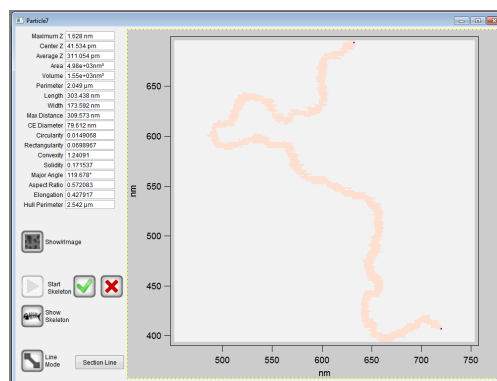 Particle7
Maximum Z 1.628 nm
Center Z 41.534 pm
Average Z 311.054 pm
Area 4.98e+03nm²
Volume 1.55e+03nm³
Perimeter 2.049 µm
Length 303.438 nm
Width 173.592 nm
Max Distance 309.573 nm
CE Diameter 79.612 nm
Circularity 0.0149068
Rectangularity 0.0698967
Convexity 1.24091
Solidity 0.171537
Major Angle 119.678°
Aspect Ratio 0.572083
Elongation 0.427917
Hull Perimeter 2.542 µm
Show#Image
Start
Skeleton
Show
Skeleton
Line
Mode
Section Line
nm
650
600
550
500
450
400
500
550
600
650
700
750
nm